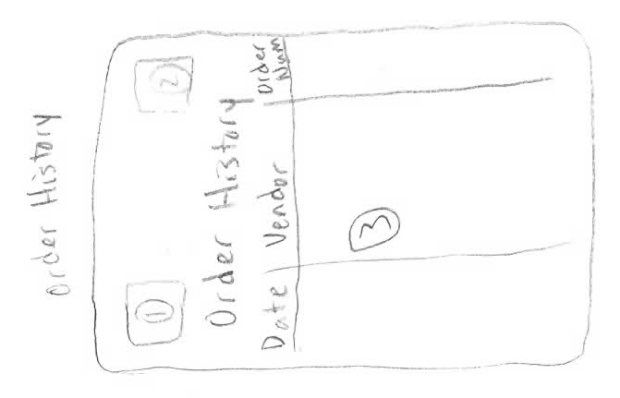 Order History
1 2
Order History
Date Vendor Order Num
3